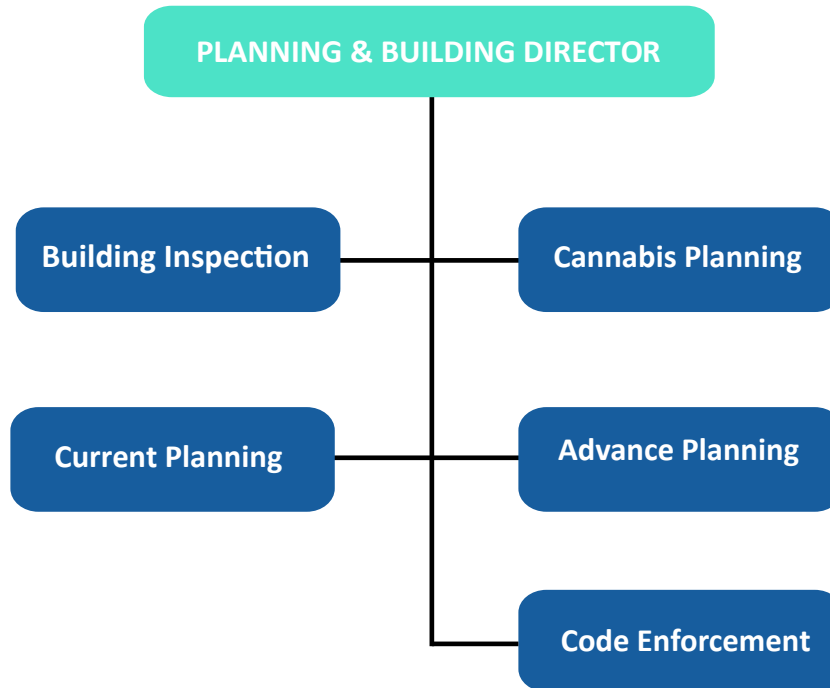 PLANNING & BUILDING DIRECTOR
Building Inspection
Cannabis Planning
Current Planning
Advance Planning
Code Enforcement